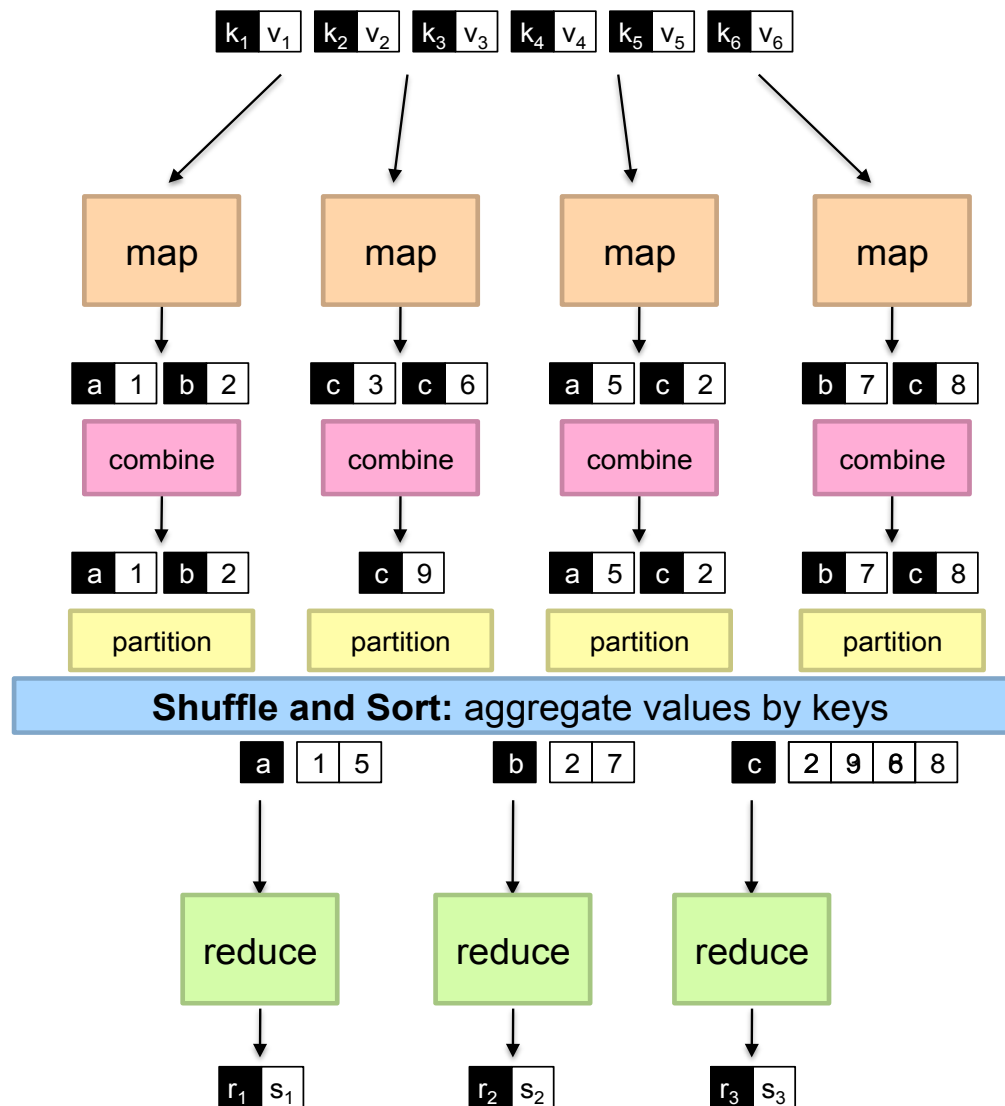 k1 v1 k2 v2 k3 v3 k4 v4 k5 v5 k6 v6
map map map map
a 1 b 2 c 3 c 6 a 5 c 2 b 7 c 8
combine combine combine combine
a 1 b 2 c 9 a 5 c 2 b 7 c 8
partition partition partition partition
Shuffle and Sort: aggregate values by keys
a 1 5 b 2 7 c 2 8
reduce reduce reduce
r1 s1 r2 s2 r3 s3